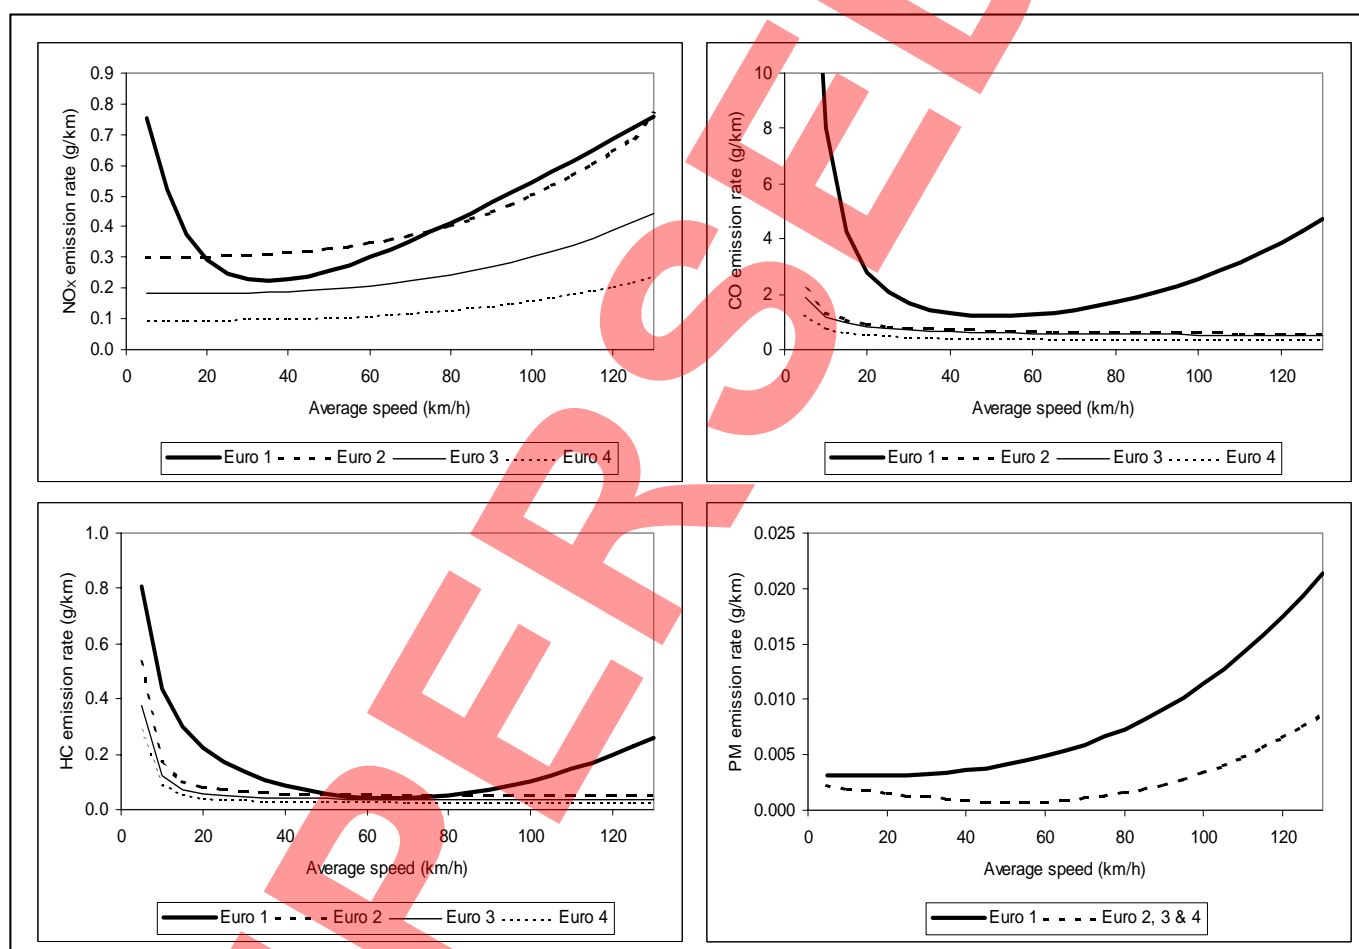 0.9
0.8
0.7
0.6
0.5
0.4
0.3
0.2
0.1
0.0
NOx emission rate (g/km)
0 20 40 60 80 100 120
Average speed (km/h)
Euro 1 Euro 2 Euro 3 Euro 4
10
8
6
4
2
0
CO emission rate (g/km)
0 20 40 60 80 100 120
Average speed (km/h)
Euro 1 Euro 2 Euro 3 Euro 4
1.0
0.8
0.6
0.4
0.2
0.0
HC emission rate (g/km)
0 20 40 60 80 100 120
Average speed (km/h)
Euro 1 Euro 2 Euro 3 Euro 4
0.025
0.020
0.015
0.010
0.005
0.000
PM emission rate (g/km)
0 20 40 60 80 100 120
Average speed (km/h)
Euro 1 Euro 2, 3 & 4
PER SE